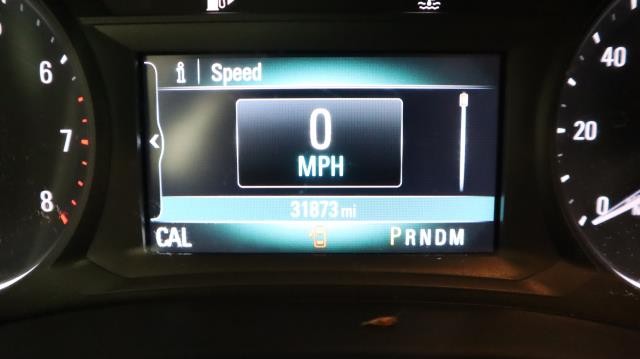 Speed
0
MPH
31873 mi
CAL
PRNDM
6
7
8
40
20
0